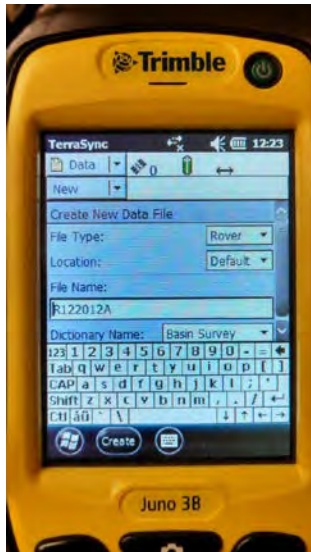 Trimble
TerraSync 12:23
Data 0
New
Create New Data File
File Type: Rover
Location: Default
File Name:
R122012A
Dictionary Name: Basin Survey
123 1 2 3 4 5 6 7 8 9 0 - =
Tab q w e r t y u i o p [ ]
CAP a s d f g h j k l ; '
Shift z x c v b n m , . /
Ctl áü ` \
Create
Juno 3B